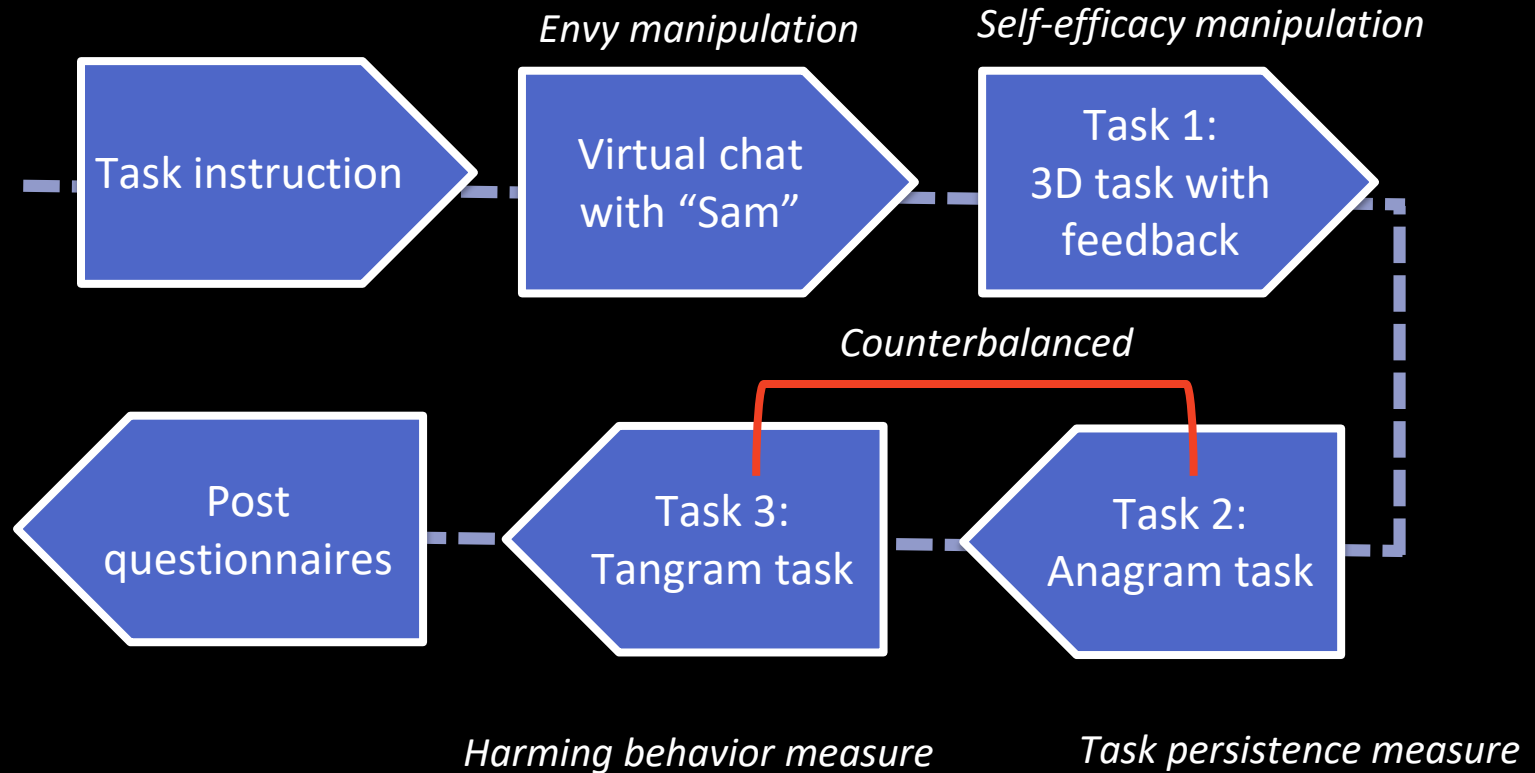 Envy manipulation
Self-efficacy manipulation
Task instruction
Virtual chat
with “Sam”
Task 1:
3D task with
feedback
Counterbalanced
Post
questionnaires
Task 3:
Tangram task
Task 2:
Anagram task
Harming behavior measure
Task persistence measure